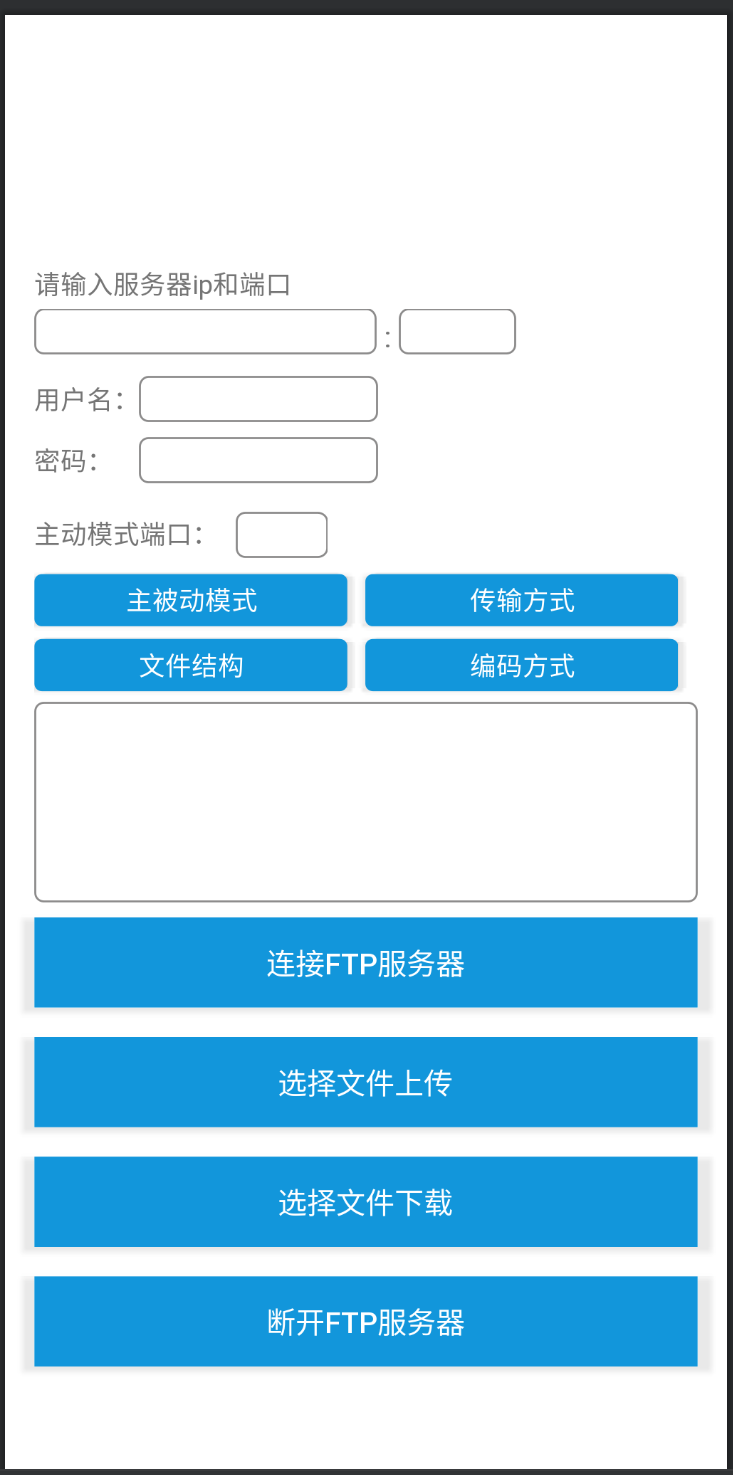 请输入服务器ip和端口
:
用户名：
密码：
主动模式端口：
主被动模式 传输方式
文件结构 编码方式
连接FTP服务器
选择文件上传
选择文件下载
断开FTP服务器